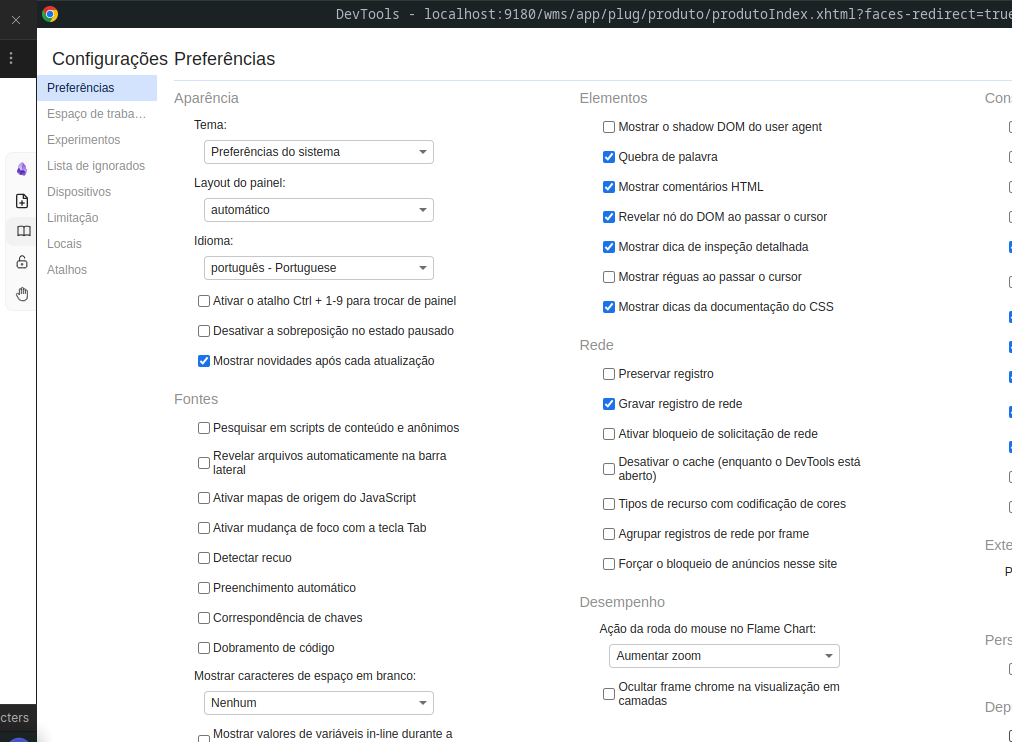 DevTools - localhost:9180/wms/app/plug/produto/produtoIndex.xhtml?faces-redirect=true
Configurações
Preferências
Espaço de traba…
Experimentos
Lista de ignorados
Dispositivos
Limitação
Locais
Atalhos
cters
Preferências
Aparência
Tema:
Preferências do sistema
Layout do painel:
automático
Idioma:
português - Portuguese
Ativar o atalho Ctrl + 1-9 para trocar de painel
Desativar a sobreposição no estado pausado
Mostrar novidades após cada atualização
Fontes
Pesquisar em scripts de conteúdo e anônimos
Revelar arquivos automaticamente na barra
lateral
Ativar mapas de origem do JavaScript
Ativar mudança de foco com a tecla Tab
Detectar recuo
Preenchimento automático
Correspondência de chaves
Dobramento de código
Mostrar caracteres de espaço em branco:
Nenhum
Mostrar valores de variáveis in-line durante a
Elementos
Mostrar o shadow DOM do user agent
Quebra de palavra
Mostrar comentários HTML
Revelar nó do DOM ao passar o cursor
Mostrar dica de inspeção detalhada
Mostrar réguas ao passar o cursor
Mostrar dicas da documentação do CSS
Rede
Preservar registro
Gravar registro de rede
Ativar bloqueio de solicitação de rede
Desativar o cache (enquanto o DevTools está
aberto)
Tipos de recurso com codificação de cores
Agrupar registros de rede por frame
Forçar o bloqueio de anúncios nesse site
Desempenho
Ação da roda do mouse no Flame Chart:
Aumentar zoom
Ocultar frame chrome na visualização em
camadas
Cons
Exte
P
Pers
Dep